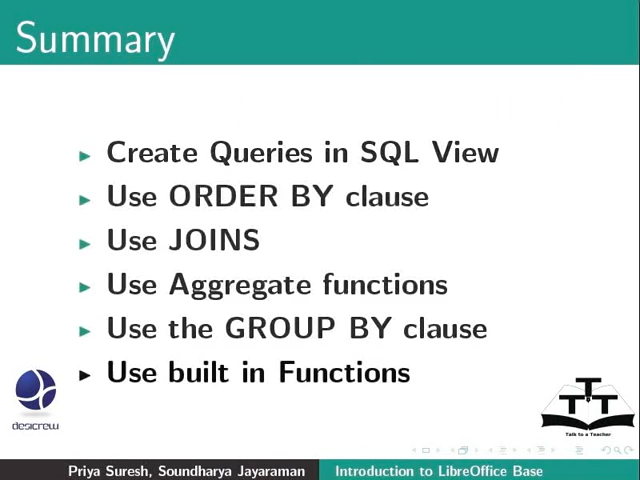 Summary
Create Queries in SQL View
Use ORDER BY clause
Use JOINS
Use Aggregate functions
Use the GROUP BY clause
Use built in Functions
desicrew
T
T T
Talk to a Teacher
Priya Suresh, Soundharya Jayaraman
Introduction to LibreOffice Base